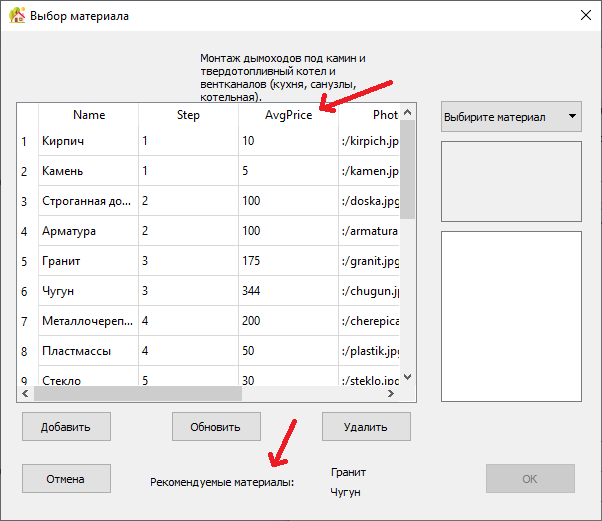 Выбор материала
Монтаж дымоходов под камин и
твердотопливный котел и
вентканалов (кухня, санузлы,
котельная).
Name Step AvgPrice Phot
Выбирите материал
1 Кирпич 1 10 :/kirpich.jp
2 Камень 1 5 :/kamen.jp
3 Строганная до... 2 100 :/doska.jpg
4 Арматура 2 100 :/armatura
5 Гранит 3 175 :/granit.jpg
6 Чугун 3 344 :/chugun.jp
7 Металлочереп... 4 200 :/cherepica
8 Пластмассы 4 50 :/plastik.jpg
9 Стекло 5 30 :/steklo.jpg
Добавить Обновить Удалить
Отмена Рекомендуемые материалы: Гранит OK
Чугун